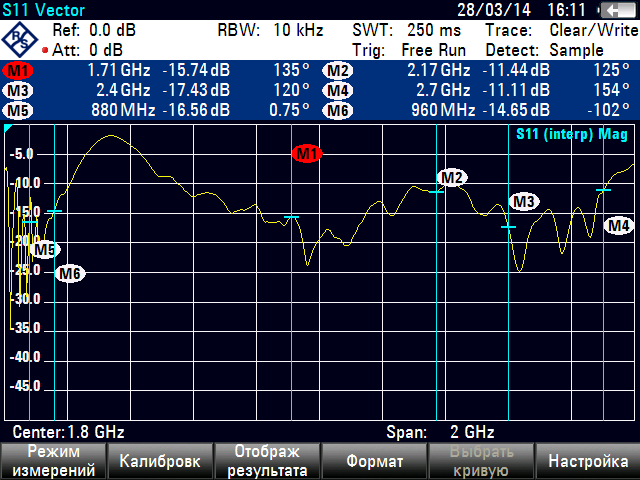 S11 Vector 28/03/14 16:11
Ref: 0.0 dB RBW: 10 kHz SWT: 250 ms Trace: Clear/Write
Att: 0 dB Trig: Free Run Detect: Sample
M1 1.71 GHz -15.74 dB 135° M2 2.17 GHz -11.44 dB 125°
M3 2.4 GHz -17.43 dB 120° M4 2.7 GHz -11.11 dB 154°
M5 880 MHz -16.56 dB 0.75° M6 960 MHz -14.65 dB -102°
S11 (interp) Mag
-5.0
M1
-10.0
M2
-15.0
M3
M4
-20.0
M5
-25.0
M6
-30.0
-35.0
-40.0
-45.0
Center: 1.8 GHz Span: 2 GHz
Режим измерений
Калибровк
Отображ результата
Формат
Выбрать кривую
Настройка
R&S